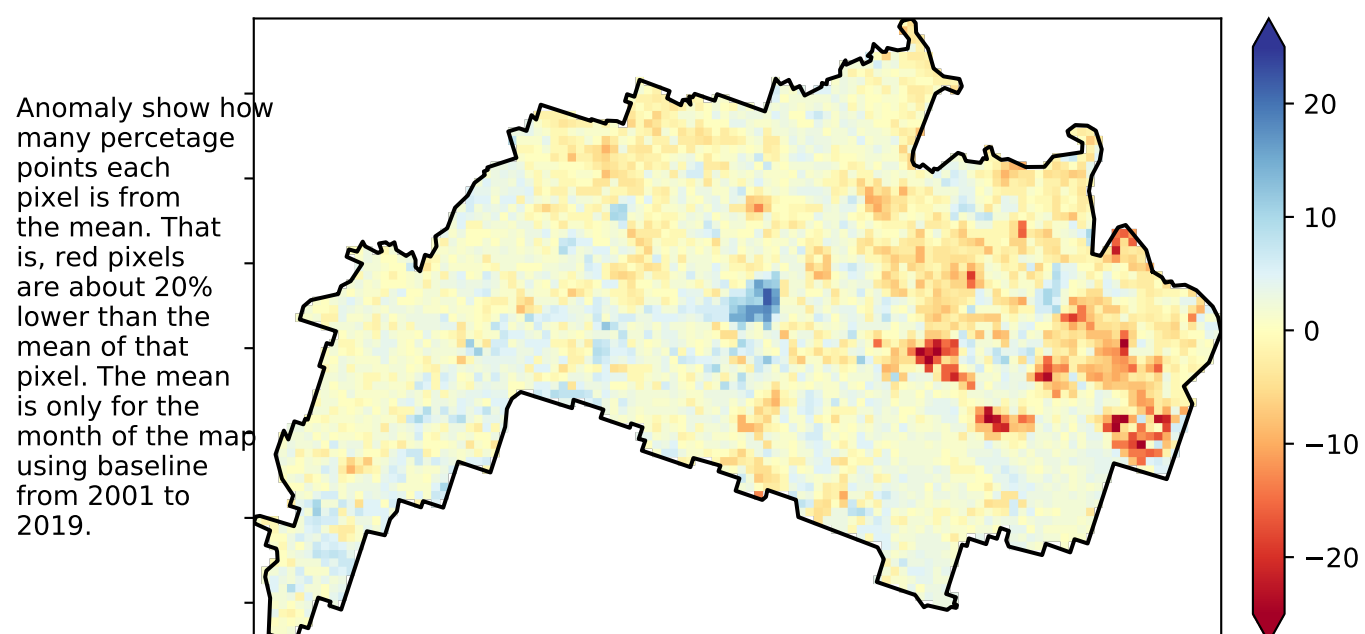 Anomaly show how
many percetage
points each
pixel is from
the mean. That
is, red pixels
are about 20%
lower than the
mean of that
pixel. The mean
is only for the
month of the map
using baseline
from 2001 to
2019.
20
10
0
−10
−20